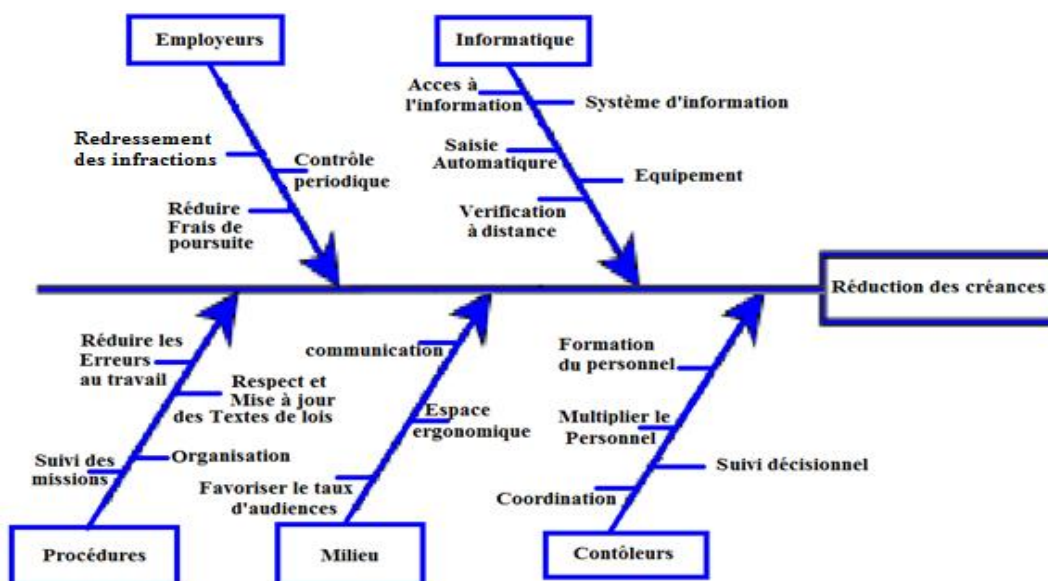 Employeurs
Informatique
Acces à
l'information
Système d'information
Redressement
des infractions
Contrôle
periodique
Saisie
Automatiqure
Equipement
Réduire
Frais de
poursuite
Verification
à distance
Réduction des créances
Réduire les
Erreurs
au travail
communication
Formation
du personnel
Respect et
Mise à jour
des Textes de lois
Espace
ergonomique
Multiplier le
Personnel
Suivi des
missions
Organisation
Favoriser le taux
d'audiences
Suivi décisionnel
Coordination
Procédures
Milieu
Contôleurs